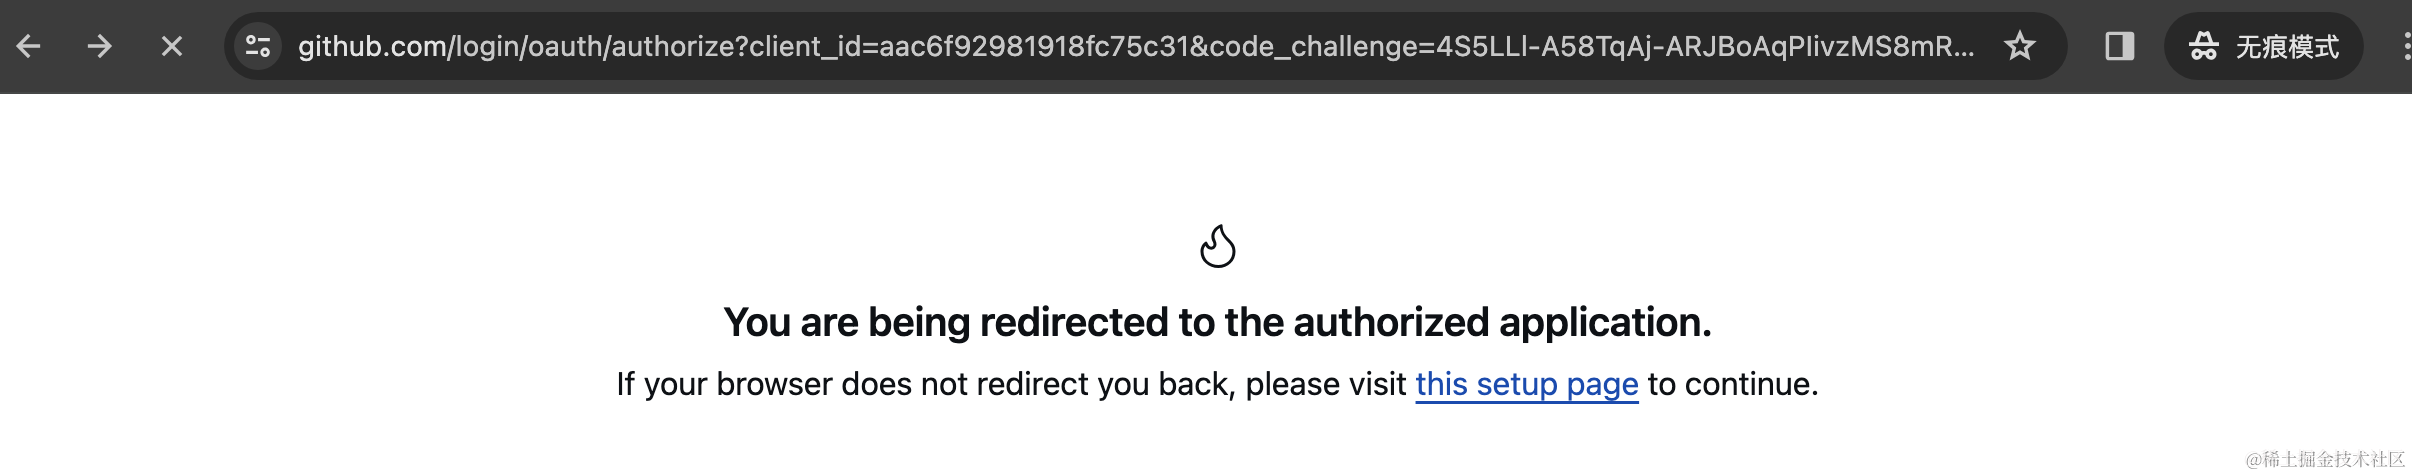 github.com/login/oauth/authorize?client_id=aac6f92981918fc75c31&code_challenge=4S5LLl-A58TqAj-ARJBoAqPlivzMS8mR...
无痕模式
You are being redirected to the authorized application.
If your browser does not redirect you back, please visit this setup page to continue.
@稀土掘金技术社区